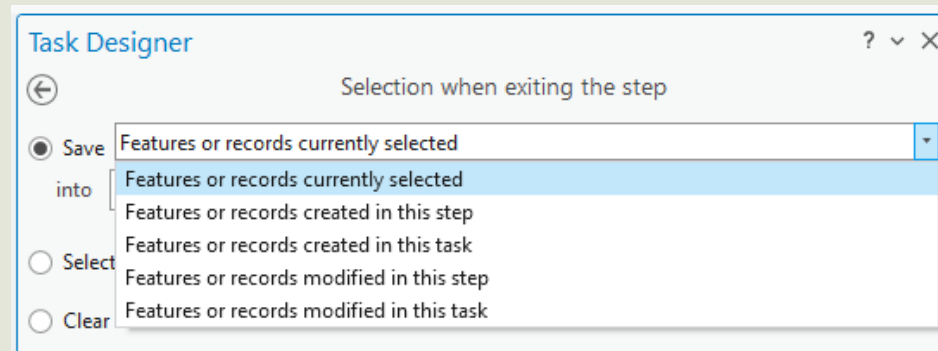 Task Designer ?
Selection when exiting the step
Save Features or records currently selected
into Features or records currently selected
Features or records created in this step
Features or records created in this task
Select Features or records modified in this step
Clear Features or records modified in this task